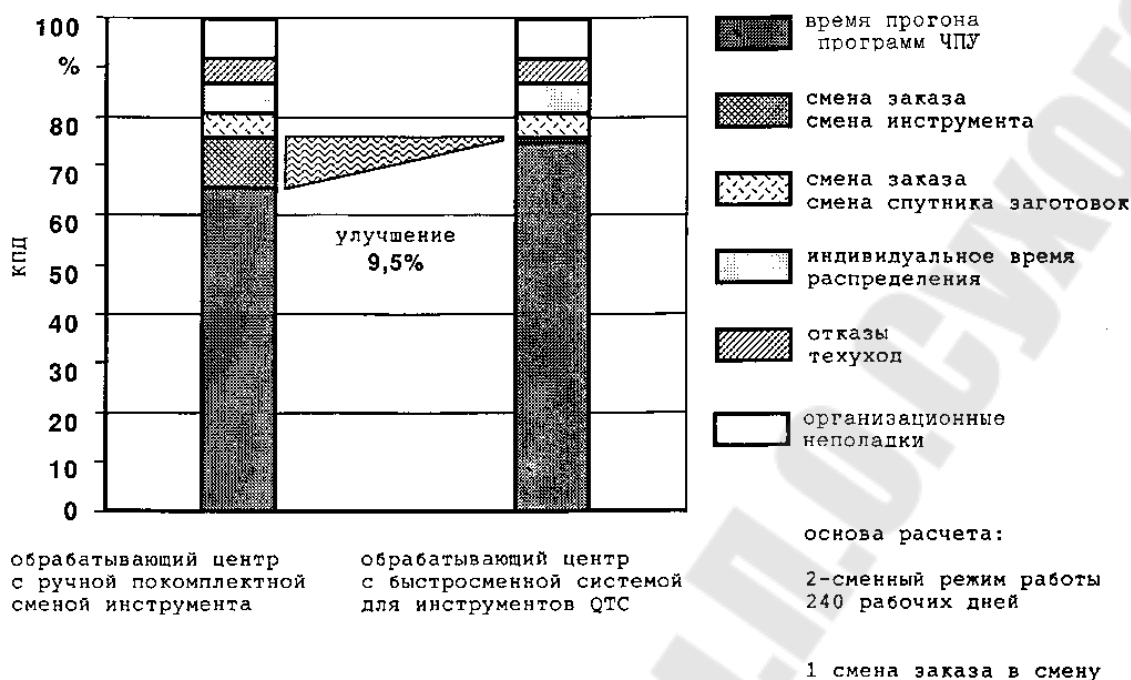 100
%
80
70
60
50
40
30
20
10
0
КПД
улучшение
9,5%
время прогона
программ ЧПУ
смена заказа
смена инструмента
смена заказа
смена спутника заготовок
индивидуальное время
распределения
отказы
техуход
организационные
неполадки
обрабатывающий центр
с ручной покомплектной
сменой инструмента
обрабатывающий центр
с быстросменной системой
для инструментов QTC
основа расчета:
2-сменный режим работы
240 рабочих дней
1 смена заказа в смену